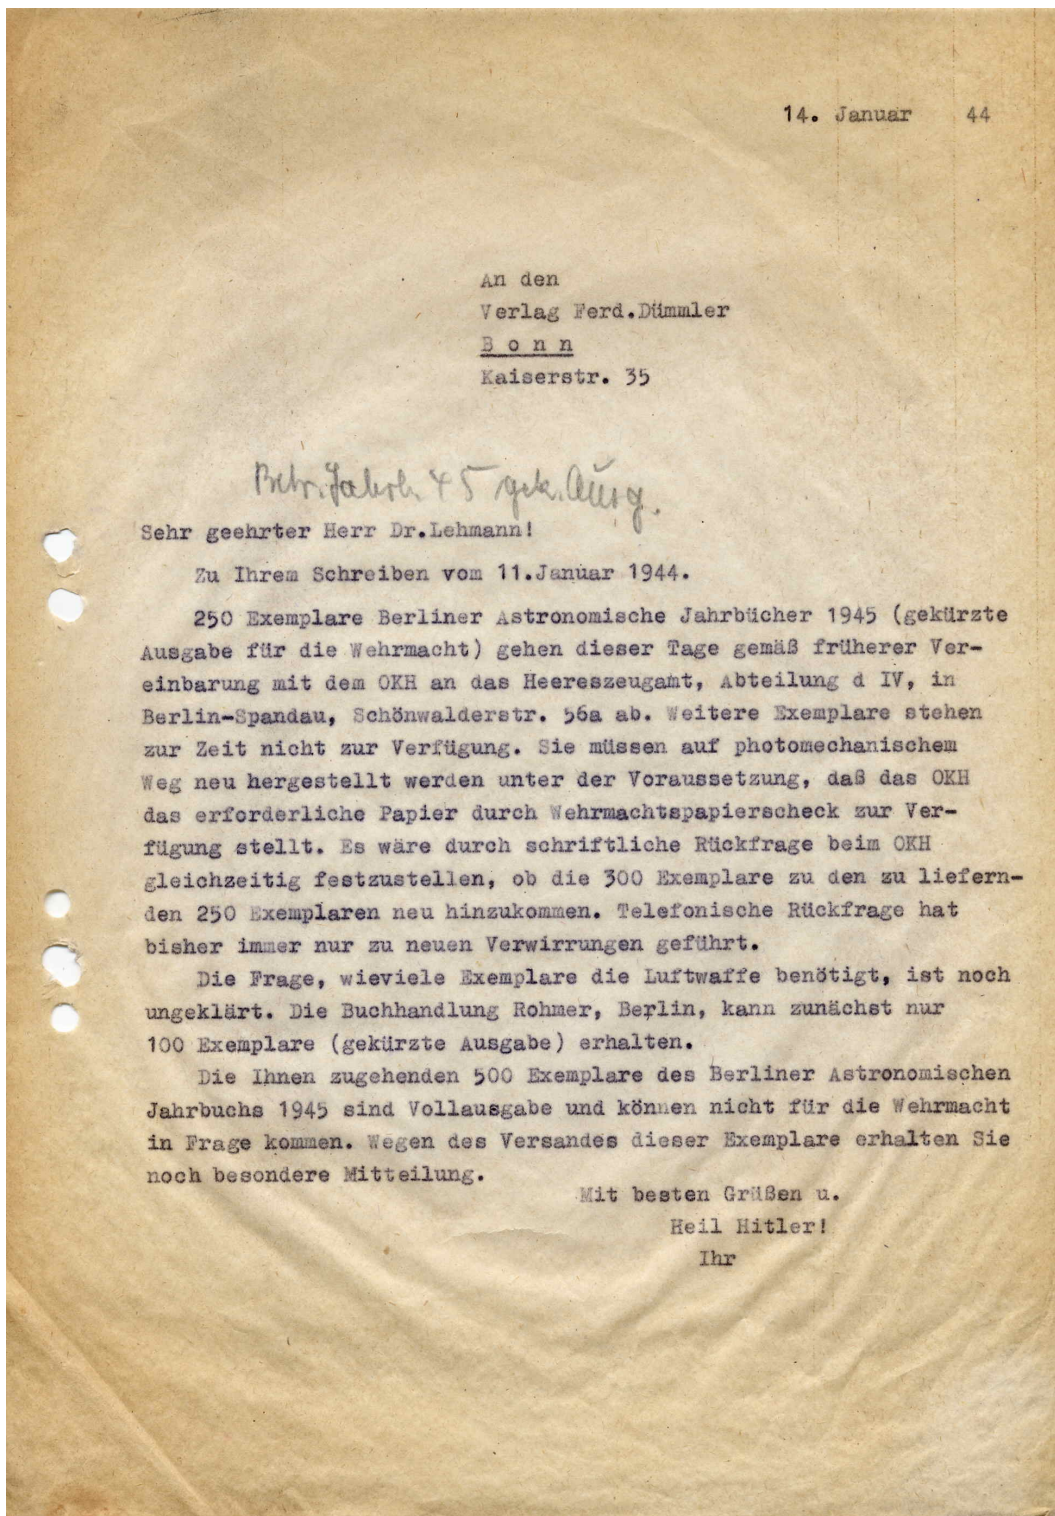 14. Januar 44
An den
Verlag Ferd.Dümmler
B o n n
Kaiserstr. 35
Betr. Jahrb. 45 gek. Ausg.
Sehr geehrter Herr Dr.Lehmann!
Zu Ihrem Schreiben vom 11.Januar 1944.
250 Exemplare Berliner Astronomische Jahrbücher 1945 (gekürzte
Ausgabe für die Wehrmacht) gehen dieser Tage gemäß früherer Ver-
einbarung mit dem OKH an das Heereszeugamt, Abteilung d IV, in
Berlin-Spandau, Schönwalderstr. 56a ab. Weitere Exemplare stehen
zur Zeit nicht zur Verfügung. Sie müssen auf photomechanischem
Weg neu hergestellt werden unter der Voraussetzung, daß das OKH
das erforderliche Papier durch Wehrmachtspapierscheck zur Ver-
fügung stellt. Es wäre durch schriftliche Rückfrage beim OKH
gleichzeitig festzustellen, ob die 300 Exemplare zu den zu liefern-
den 250 Exemplaren neu hinzukommen. Telefonische Rückfrage hat
bisher immer nur zu neuen Verwirrungen geführt.
Die Frage, wieviele Exemplare die Luftwaffe benötigt, ist noch
ungeklärt. Die Buchhandlung Rohmer, Berlin, kann zunächst nur
100 Exemplare (gekürzte Ausgabe) erhalten.
Die Ihnen zugehenden 500 Exemplare des Berliner Astronomischen
Jahrbuchs 1945 sind Vollausgabe und können nicht für die Wehrmacht
in Frage kommen. Wegen des Versandes dieser Exemplare erhalten Sie
noch besondere Mitteilung.
Mit besten Grüßen u.
Heil Hitler!
Ihr